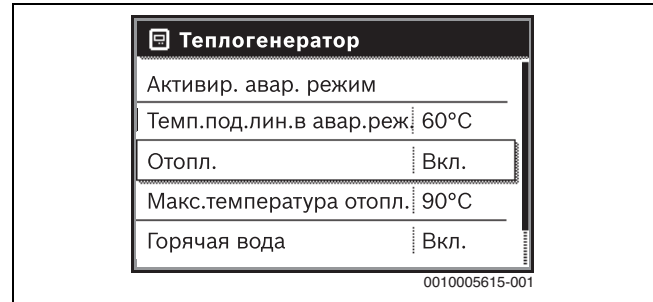 Теплогенератор
Активир. авар. режим
Темп.под.лин.в авар.реж. 60°C
Отопл. Вкл.
Макс.температура отопл. 90°C
Горячая вода Вкл.
0010005615-001